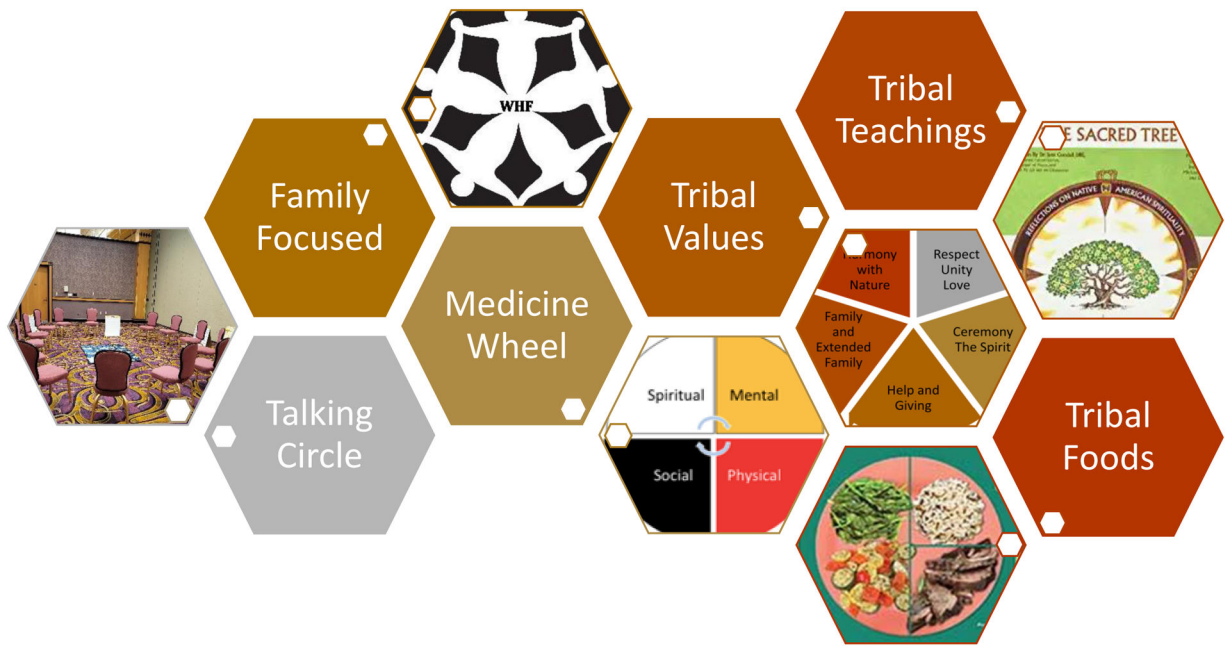 WHF
Tribal
Teachings
Family
Focused
Tribal
Values
E SACRED TREE
REFLECTIONS ON NATIVE AMERICAN SPIRITUALITY
Medicine
Wheel
Harmony
with
Nature
Respect
Unity
Love
Family
and
Extended
Family
Ceremony
The Spirit
Help and
Giving
Talking
Circle
Spiritual
Mental
Social
Physical
Tribal
Foods